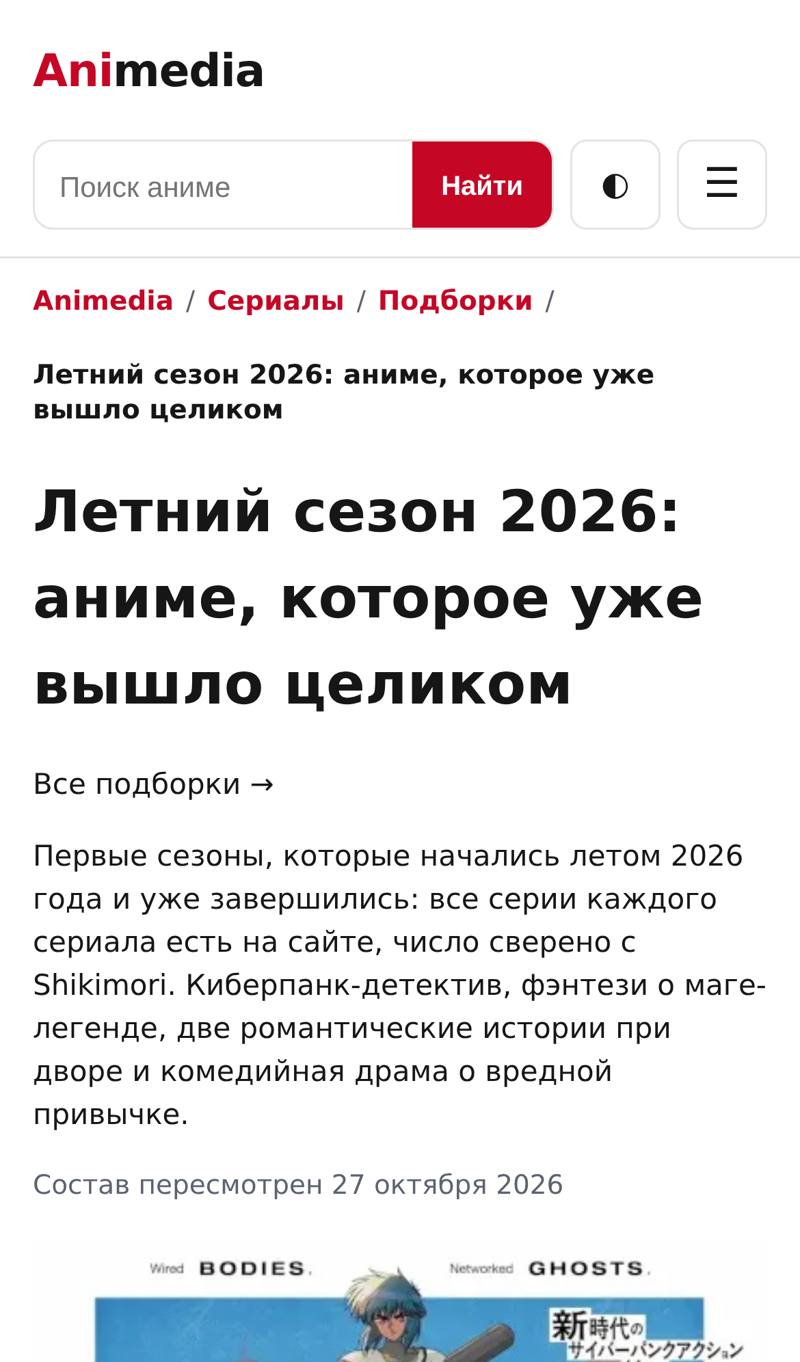 Animedia
Поиск аниме
Найти
Animedia / Сериалы / Подборки /
Летний сезон 2026: аниме, которое уже
вышло целиком
Летний сезон 2026:
аниме, которое уже
вышло целиком
Все подборки →
Первые сезоны, которые начались летом 2026
года и уже завершились: все серии каждого
сериала есть на сайте, число сверено с
Shikimori. Киберпанк-детектив, фэнтези о маге-
легенде, две романтические истории при
дворе и комедийная драма о вредной
привычке.
Состав пересмотрен 27 октября 2026
Wired BODIES. Networked GHOSTS.
新時代の
サイバーパンクアクション